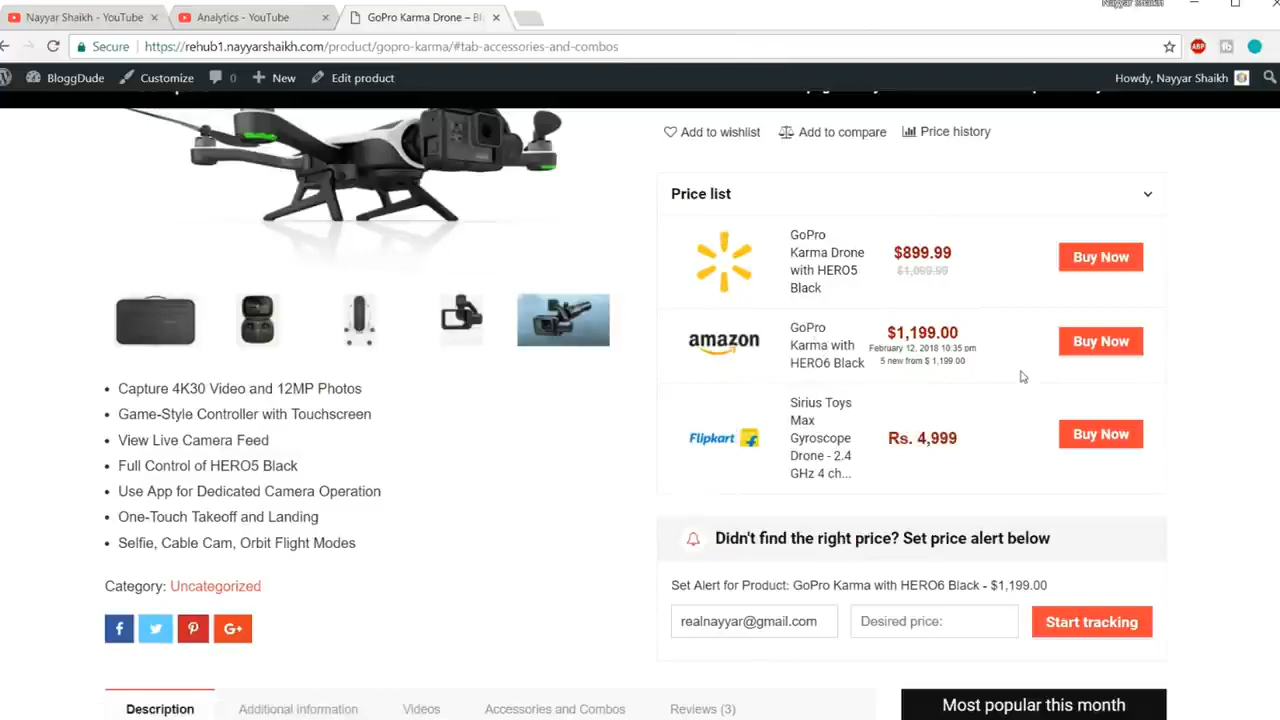 Nayyar Shaikh - YouTube
Analytics - YouTube
GoPro Karma Drone – Bl
Nayyar Shaikh
Secure https://rehub1.nayyarshaikh.com/product/gopro-karma/#tab-accessories-and-combos
ABP
BloggDude
Customize
0
New
Edit product
Howdy, Nayyar Shaikh
Add to wishlist
Add to compare
Price history
Price list
GoPro
Karma Drone
with HERO5
Black
$899.99
$1,099.99
Buy Now
amazon
GoPro
Karma with
HERO6 Black
$1,199.00
February 12, 2018 10:35 pm
5 new from $ 1,199.00
Buy Now
Flipkart
Sirius Toys
Max
Gyroscope
Drone - 2.4
GHz 4 ch...
Rs. 4,999
Buy Now
Capture 4K30 Video and 12MP Photos
Game-Style Controller with Touchscreen
View Live Camera Feed
Full Control of HERO5 Black
Use App for Dedicated Camera Operation
One-Touch Takeoff and Landing
Selfie, Cable Cam, Orbit Flight Modes
Category: Uncategorized
Didn't find the right price? Set price alert below
Set Alert for Product: GoPro Karma with HERO6 Black - $1,199.00
realnayyar@gmail.com
Desired price:
Start tracking
Description
Additional information
Videos
Accessories and Combos
Reviews (3)
Most popular this month